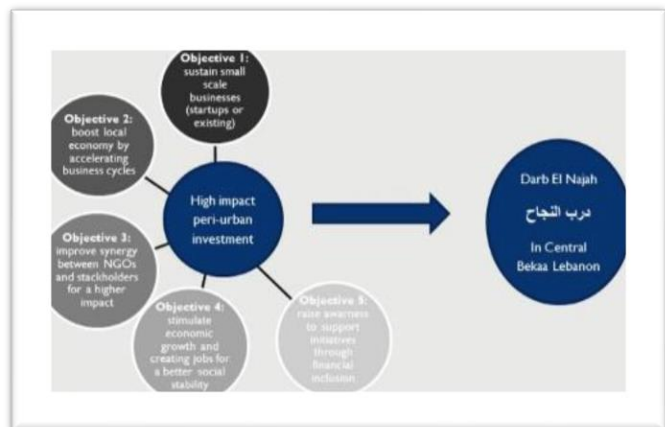 Objective 1:
sustain small
scale
businesses
(startups or
existing)
Objective 2:
boost local
economy by
accelerating
business cycles
High impact
peri-urban
investment
Objective 3:
improve synergy
between NGOs
and stackholders
for a higher
impact
Objective 4:
stimulate
economic
growth and
creating jobs for
a better social
stability
Objective 5:
raise awarness
to support
initiatives
through
financial
inclusion
Darb El Najah
درب النجاح
In Central
Bekaa Lebanon